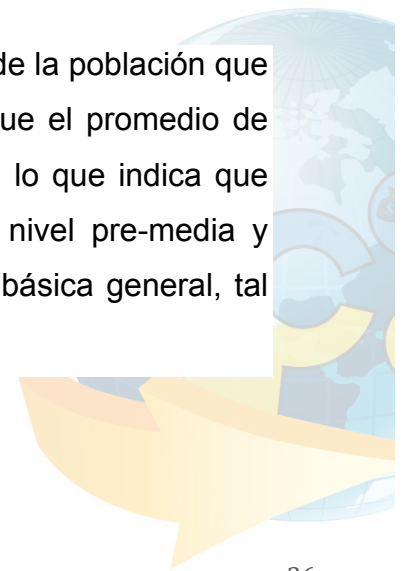 de la población que
ue el promedio de
lo que indica que
nivel pre-media y
básica general, tal